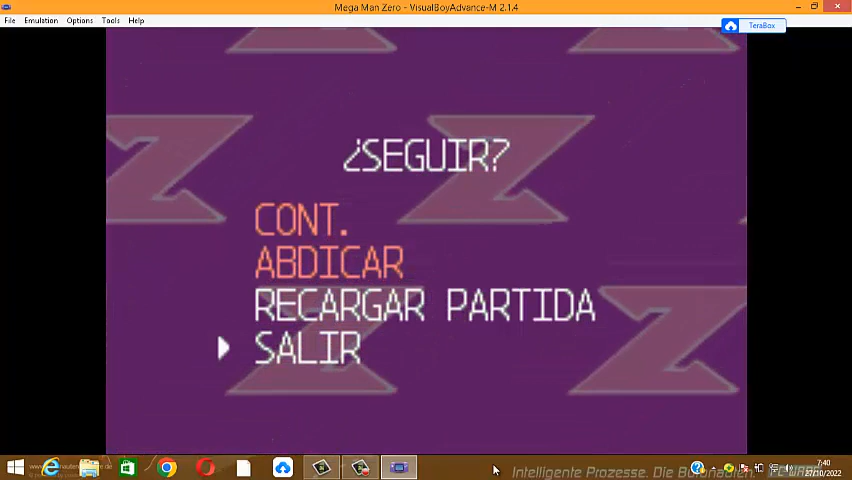 Mega Man Zero - VisualBoyAdvance-M 2.1.4
File Emulation Options Tools Help
TeraBox
¿SEGUIR?
CONT.
ABDICAR
RECARGAR PARTIDA
SALIR
7:40
Intelligente Prozesse. Die
27/10/2022